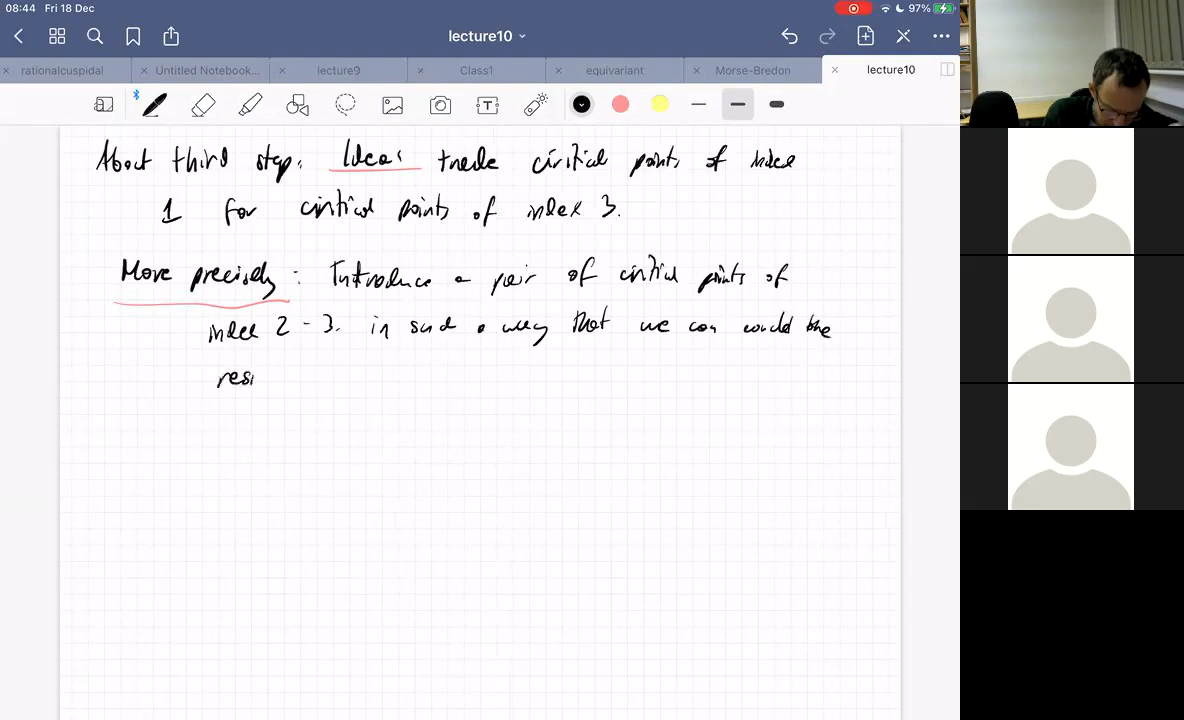 08:44 Fri 18 Dec
97%
lecture10
rationalcuspidal
Untitled Notebook...
lecture9
Class1
equivariant
Morse-Bredon
lecture10
About third step: Idea: trade critical points of index
1 for critical points of index 3.
More precisely: Introduce a pair of critical points of
index 2-3. in such a way that we can would the
resi